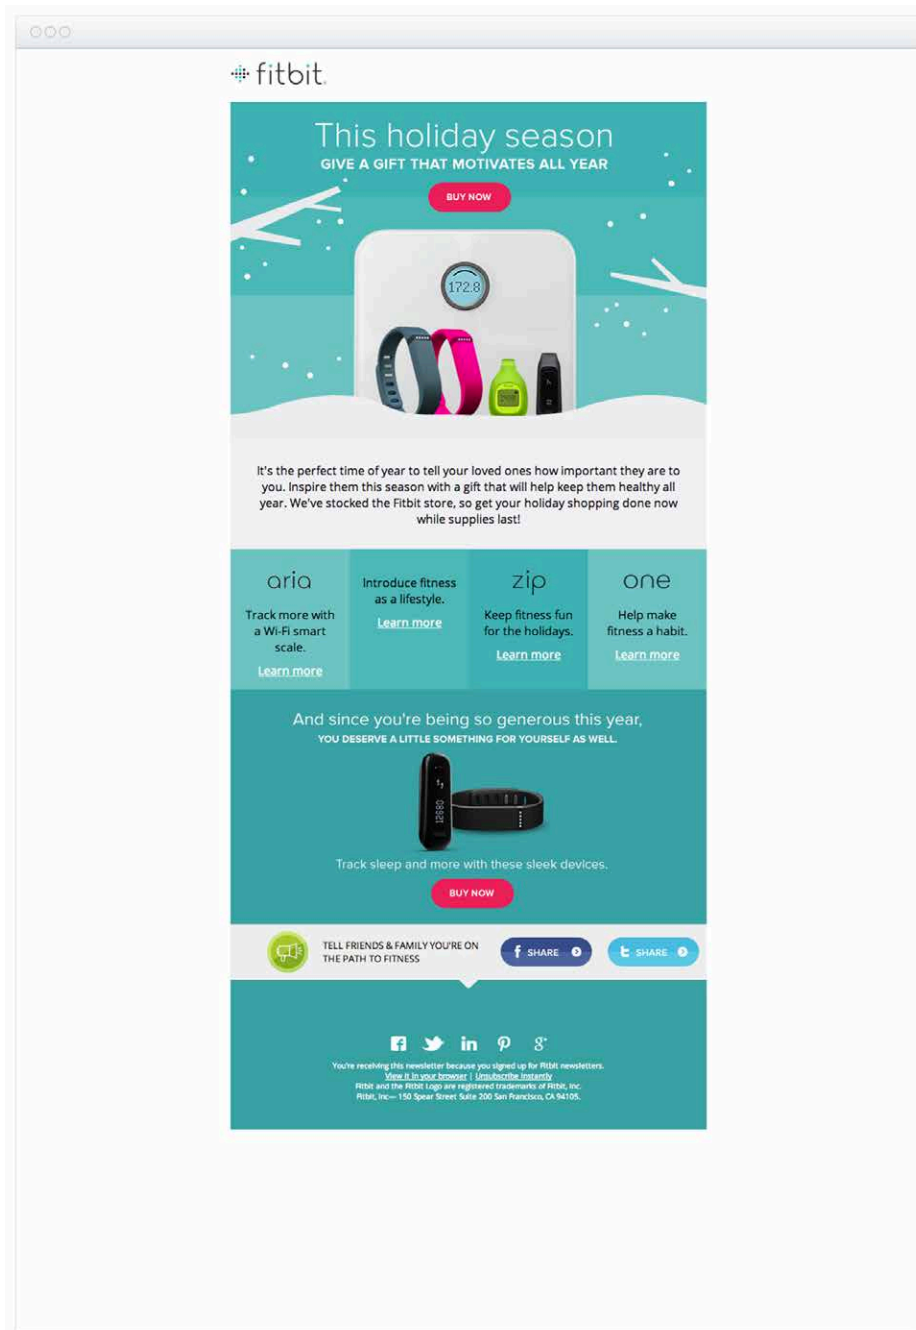 fitbit.
This holiday season
GIVE A GIFT THAT MOTIVATES ALL YEAR
BUY NOW
172.8
It's the perfect time of year to tell your loved ones how important they are to
you. Inspire them this season with a gift that will help keep them healthy all
year. We've stocked the Fitbit store, so get your holiday shopping done now
while supplies last!
aria
Track more with
a Wi-Fi smart
scale.
Learn more
Introduce fitness
as a lifestyle.
Learn more
zip
Keep fitness fun
for the holidays.
Learn more
one
Help make
fitness a habit.
Learn more
And since you're being so generous this year,
YOU DESERVE A LITTLE SOMETHING FOR YOURSELF AS WELL.
12680
Track sleep and more with these sleek devices.
BUY NOW
TELL FRIENDS & FAMILY YOU'RE ON
THE PATH TO FITNESS
f SHARE
t SHARE
f in p g+
You're receiving this newsletter because you signed up for Fitbit newsletters.
View it in your browser | Unsubscribe Instantly
Fitbit and the Fitbit Logo are registered trademarks of Fitbit, Inc.
Fitbit, Inc— 150 Spear Street Suite 200 San Francisco, CA 94105.